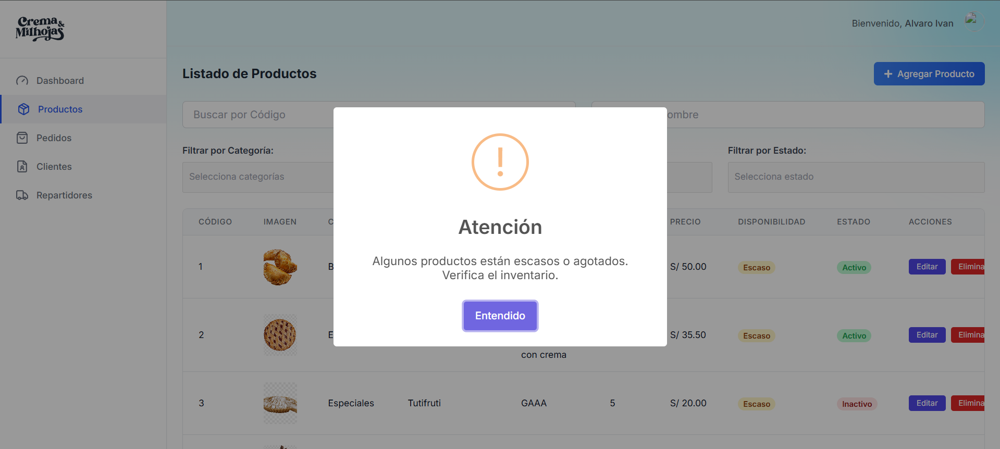 Crema &
Milhojas
Bienvenido, Alvaro Ivan
Dashboard
Productos
Pedidos
Clientes
Repartidores
Listado de Productos
+ Agregar Producto
Buscar por Código
ombre
Filtrar por Categoría:
Filtrar por Estado:
Selecciona categorías
Selecciona estado
!
Atención
Algunos productos están escasos o agotados.
Verifica el inventario.
Entendido
CÓDIGO IMAGEN C PRECIO DISPONIBILIDAD ESTADO ACCIONES
1 B S/ 50.00 Escaso Activo Editar Elimina
2 E S/ 35.50 Escaso Activo Editar Elimina
con crema
3 Especiales Tutifruti GAAA 5 S/ 20.00 Escaso Inactivo Editar Elimina